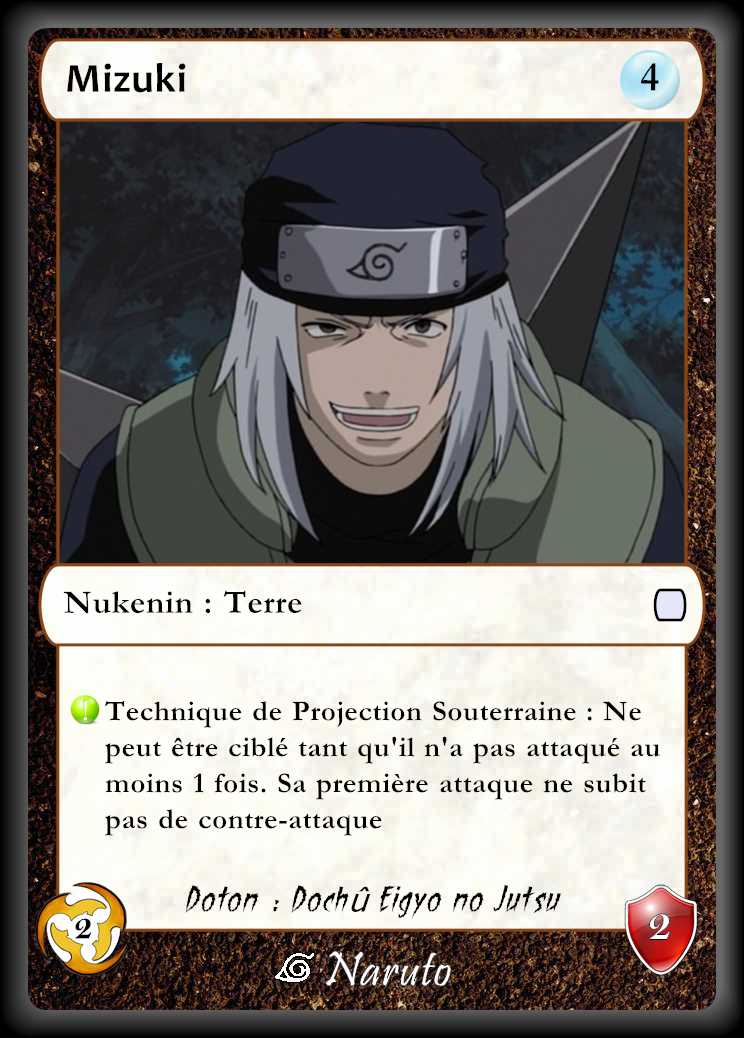 Mizuki
4
Nukenin : Terre
Technique de Projection Souterraine : Ne
peut être ciblé tant qu'il n'a pas attaqué au
moins 1 fois. Sa première attaque ne subit
pas de contre-attaque
Doton : Dochû Eigyo no Jutsu
2
2
Naruto